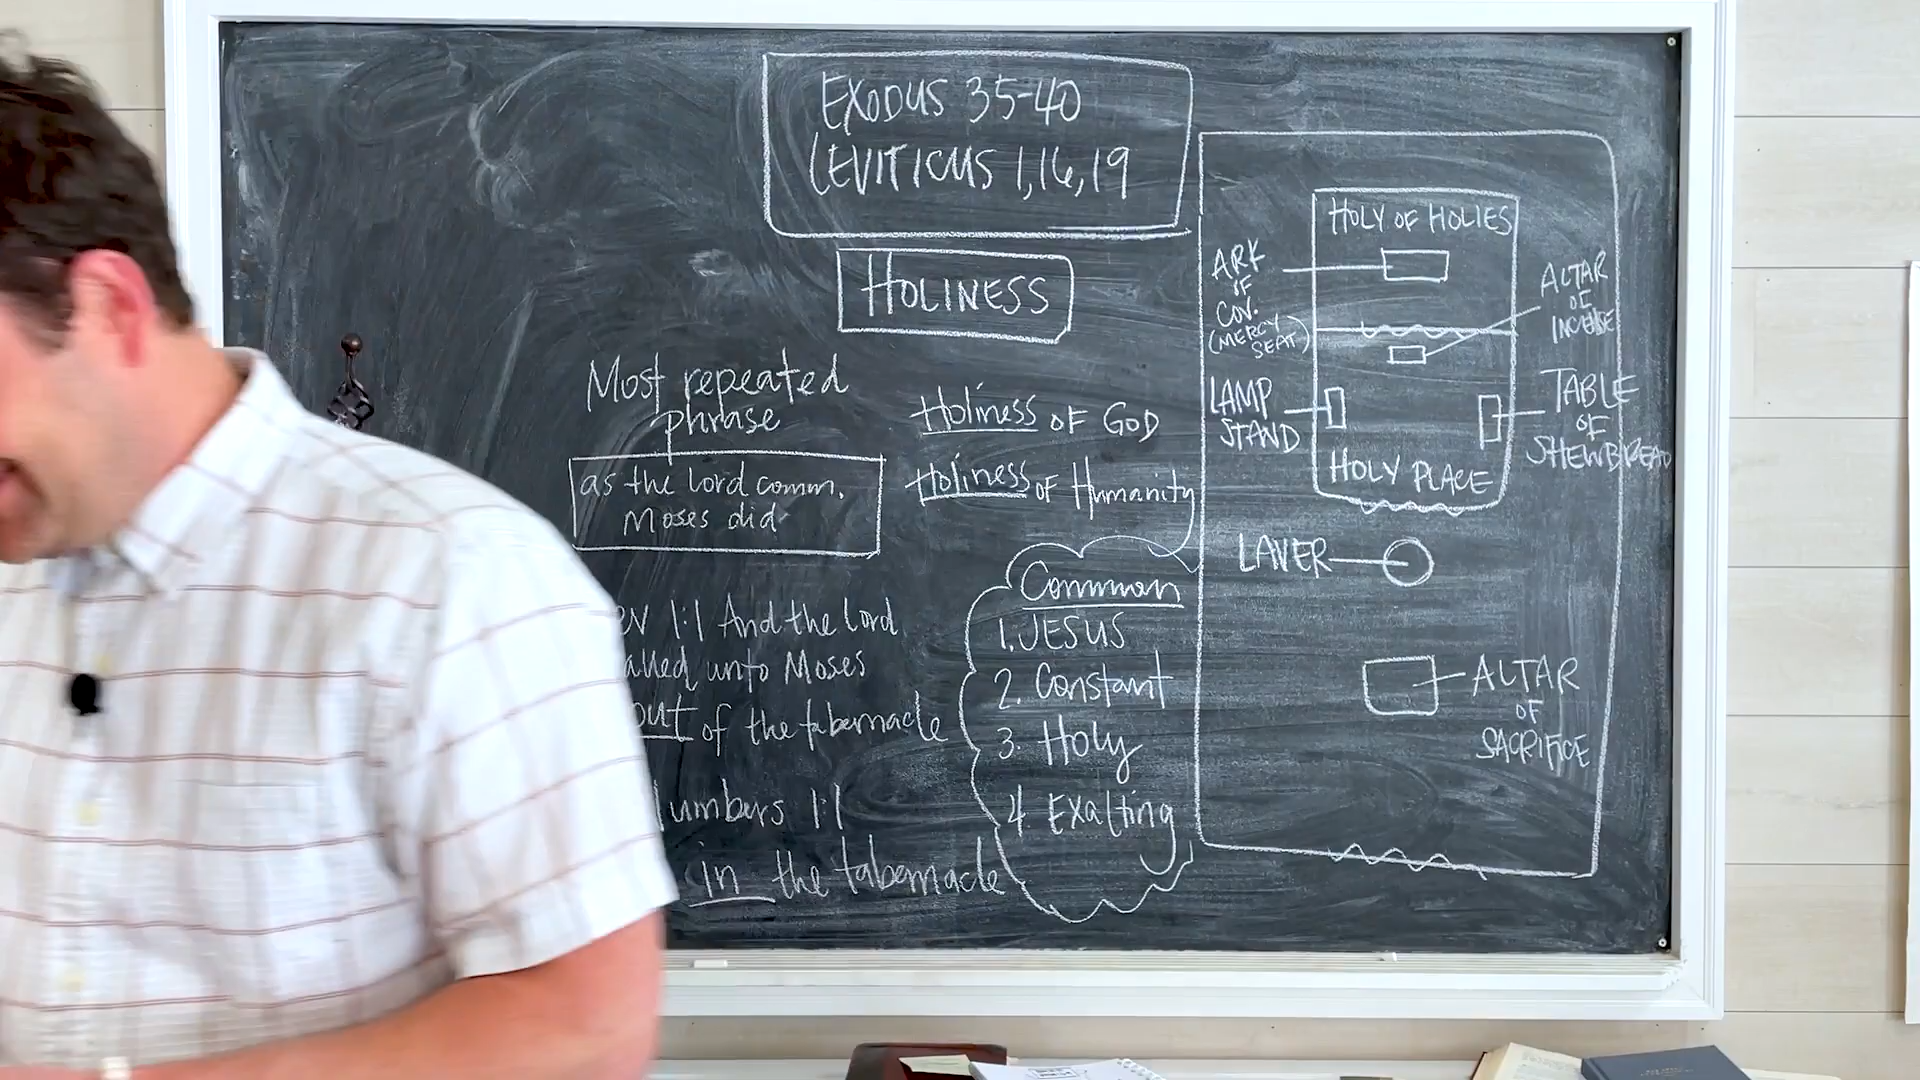 EXODUS 35-40
LEVITICUS 1,16,19
HOLINESS
Most repeated
phrase
as the Lord comm.
Moses did
1:1 And the Lord
unto Moses
out of the tabernacle
1:1
in the tabernacle
Holiness OF GOD
Holiness OF Humanity
Common
1. JESUS
2. Constant
3. Holy
4. Exalting
HOLY OF HOLIES
ARK
OF
COV.
(MERCY
SEAT)
ALTAR
OF
INCENSE
LAMP
STAND
TABLE
OF
SHEWBREAD
HOLY PLACE
LAVER
ALTAR
OF
SACRIFICE